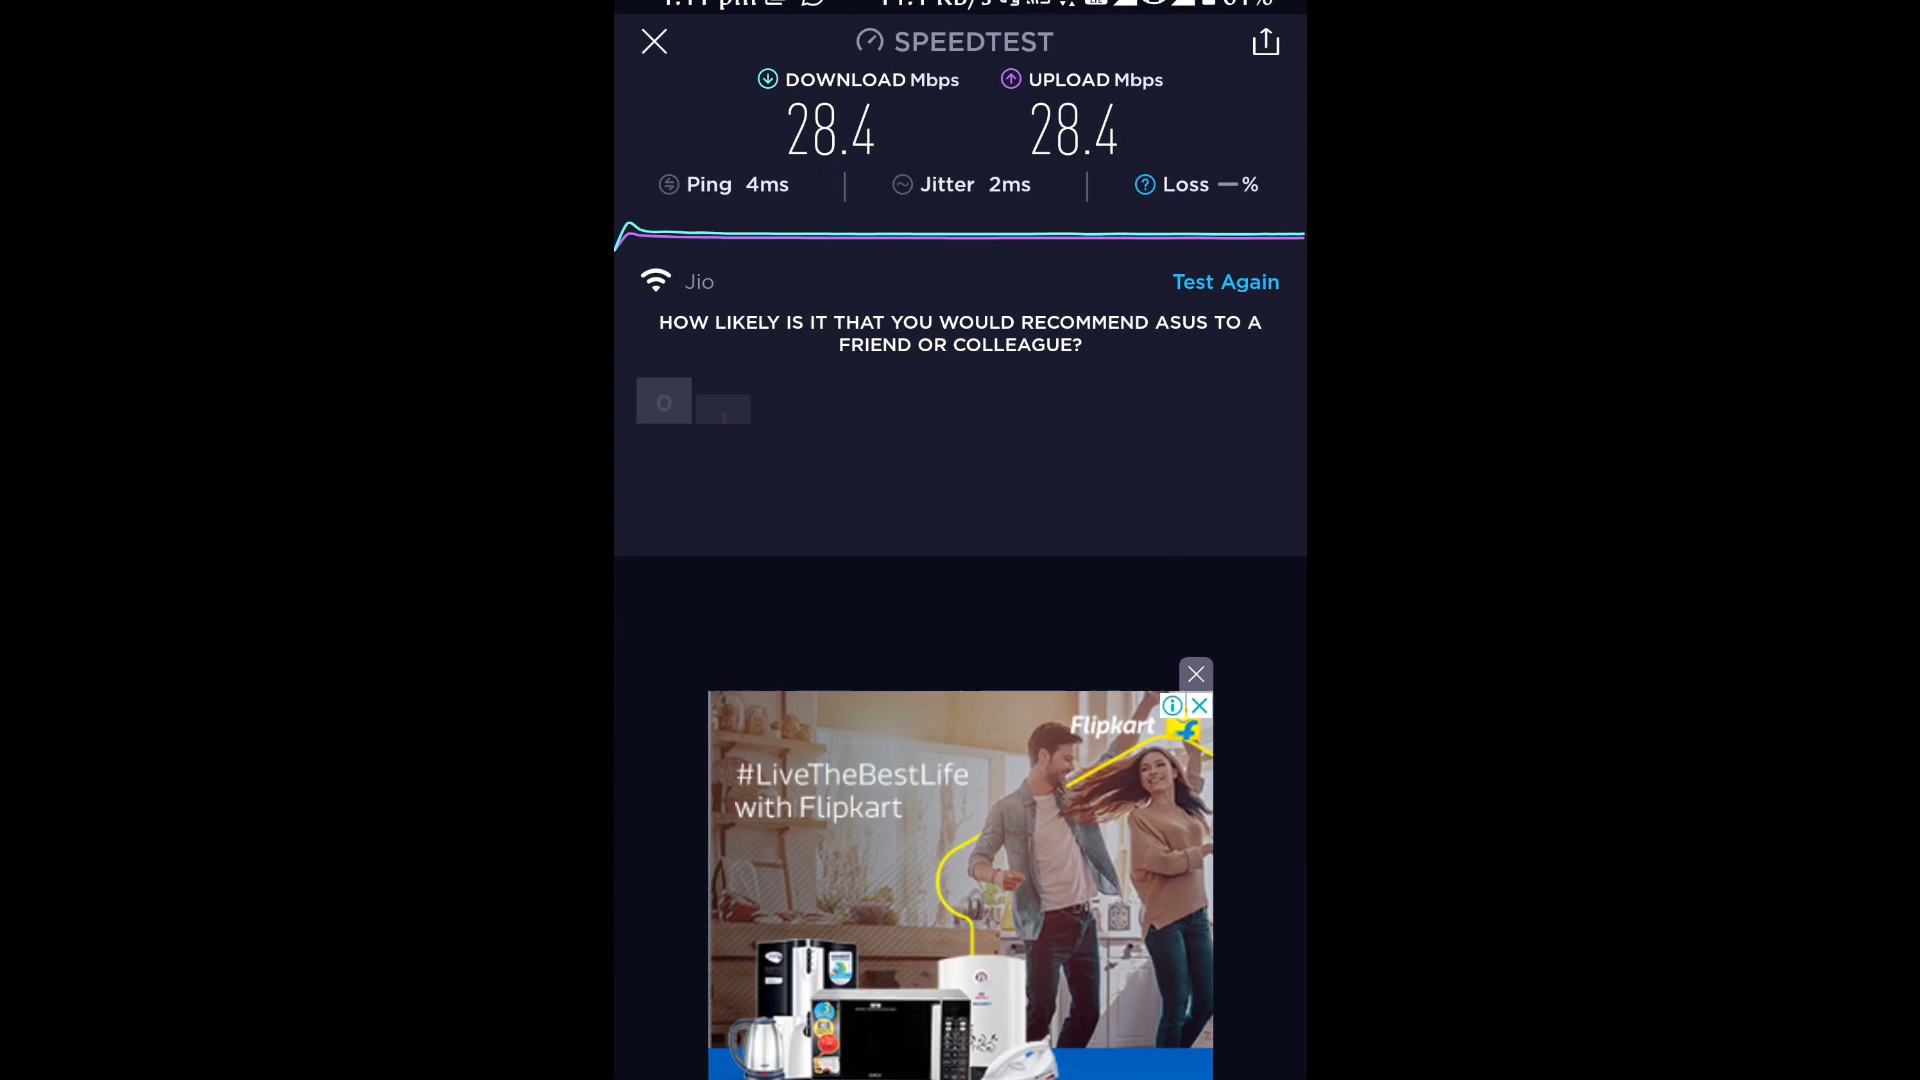 SPEEDTEST
DOWNLOAD Mbps
UPLOAD Mbps
28.4
28.4
Ping 4ms
Jitter 2ms
Loss —%
Jio
Test Again
HOW LIKELY IS IT THAT YOU WOULD RECOMMEND ASUS TO A
FRIEND OR COLLEAGUE?
0
1
Flipkart
#LiveTheBestLife
with Flipkart